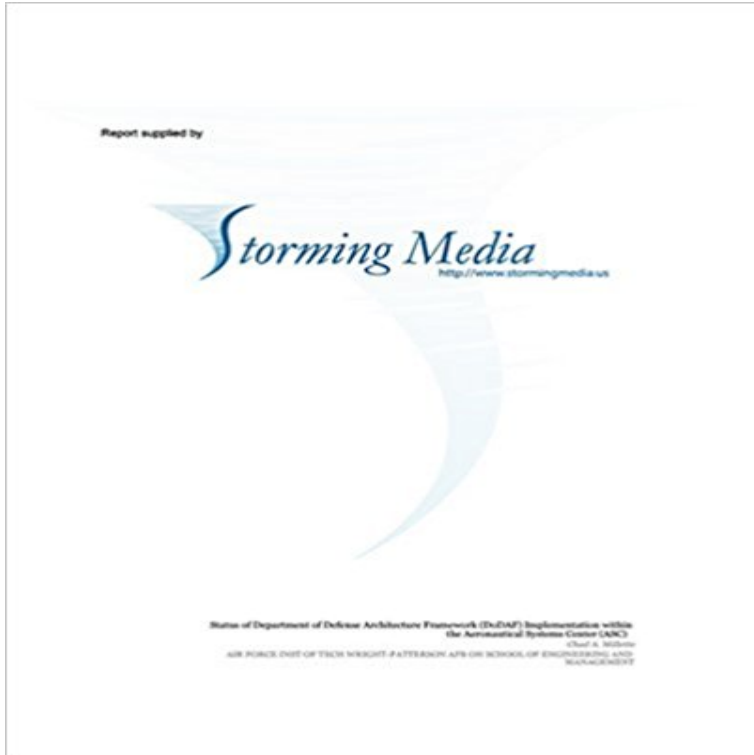 Report supplied by
Storming Media
http://www.stormingmedia.us
Status of Department of Defense Architecture Framework (DoDAF) Implementation within
the Aeronautical Systems Center (ASC)
Chad A. Millette
AIR FORCE INST OF TECH WRIGHT-PATTERSON AFB OH SCHOOL OF ENGINEERING AND
MANAGEMENT